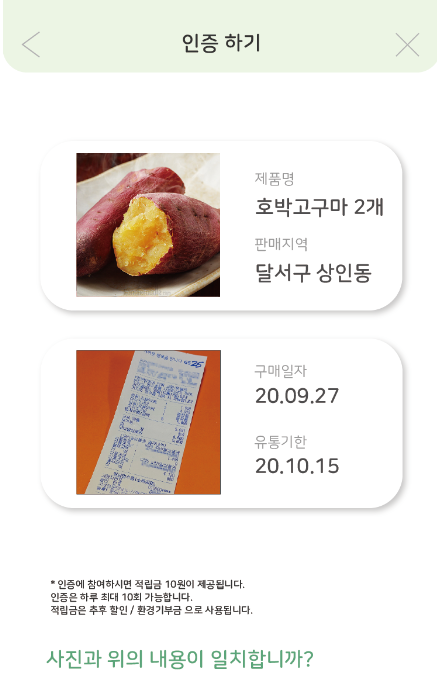 인증 하기
제품명
호박고구마 2개
판매지역
달서구 상인동
구매일자
20.09.27
유통기한
20.10.15
* 인증에 참여하시면 적립금 10원이 제공됩니다.
인증은 하루 최대 10회 가능합니다.
적립금은 추후 할인 / 환경기부금 으로 사용됩니다.
사진과 위의 내용이 일치합니까?